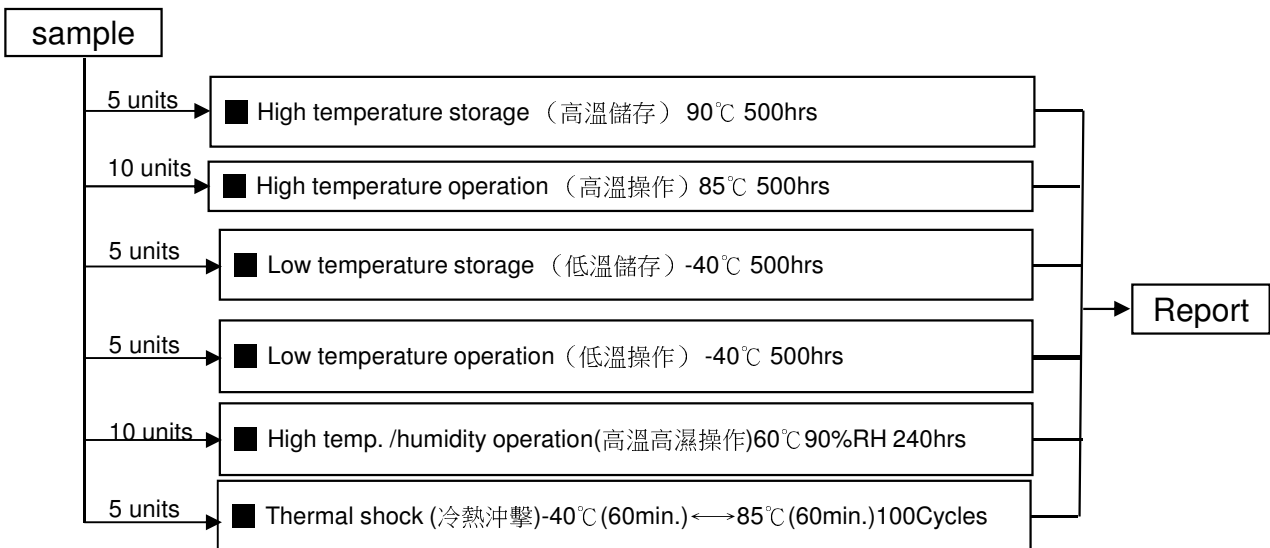 sample
5 units
■ High temperature storage （高溫儲存） 90℃ 500hrs
10 units
■ High temperature operation （高溫操作）85℃ 500hrs
5 units
■ Low temperature storage （低溫儲存）-40℃ 500hrs
Report
5 units
■ Low temperature operation（低溫操作） -40℃ 500hrs
10 units
■ High temp. /humidity operation(高溫高濕操作)60℃ 90%RH 240hrs
5 units
■ Thermal shock (冷熱沖擊)-40℃(60min.)←→85℃(60min.)100Cycles